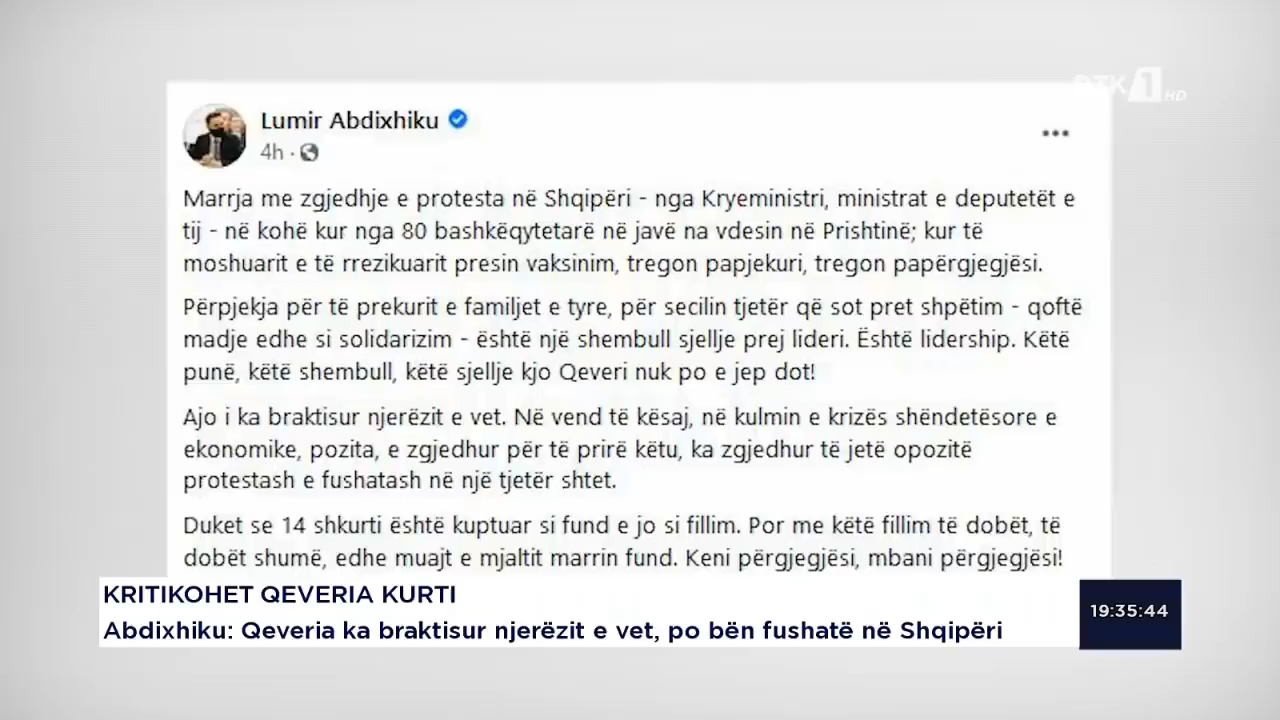 RTK 1 HD
Lumir Abdixhiku
4h
Marrja me zgjedhje e protesta në Shqipëri - nga Kryeministri, ministrat e deputetët e
tij - në kohë kur nga 80 bashkëqytetarë në javë na vdesin në Prishtinë; kur të
moshuarit e të rrezikuarit presin vaksinim, tregon papjekuri, tregon papërgjegjësi.
Përpjekja për të prekurit e familjet e tyre, për secilin tjetër që sot pret shpëtim - qoftë
madje edhe si solidarizim - është një shembull sjellje prej lideri. Është lidership. Këtë
punë, këtë shembull, këtë sjellje kjo Qeveri nuk po e jep dot!
Ajo i ka braktisur njerëzit e vet. Në vend të kësaj, në kulmin e krizës shëndetësore e
ekonomike, pozita, e zgjedhur për të prirë këtu, ka zgjedhur të jetë opozitë
protestash e fushatash në një tjetër shtet.
Duket se 14 shkurti është kuptuar si fund e jo si fillim. Por me këtë fillim të dobët, të
dobët shumë, edhe muajt e mjaltit marrin fund. Keni përgjegjësi, mbani përgjegjësi!
KRITIKOHET QEVERIA KURTI
Abdixhiku: Qeveria ka braktisur njerëzit e vet, po bën fushatë në Shqipëri
19:35:44